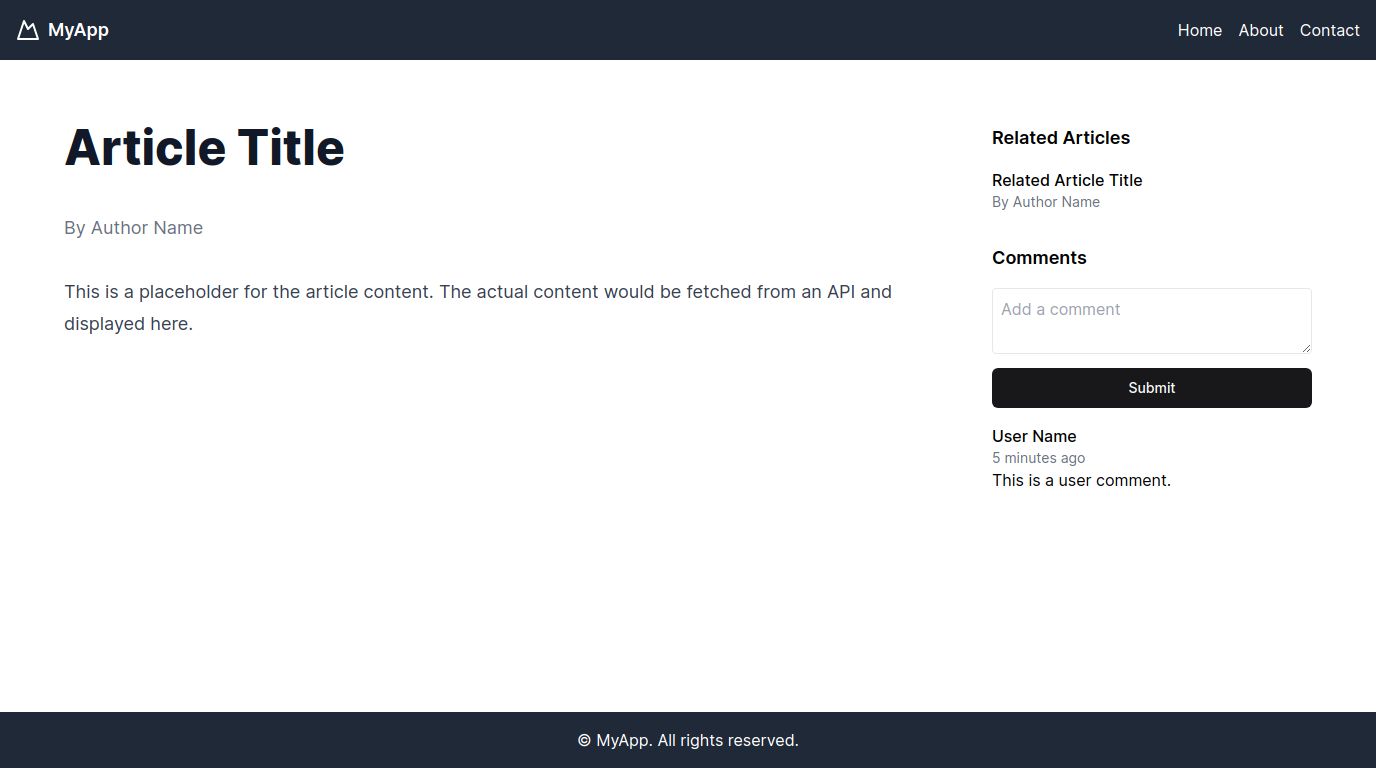 MyApp
Home About Contact
Article Title
By Author Name
This is a placeholder for the article content. The actual content would be fetched from an API and
displayed here.
Related Articles
Related Article Title
By Author Name
Comments
Add a comment
Submit
User Name
5 minutes ago
This is a user comment.
© MyApp. All rights reserved.